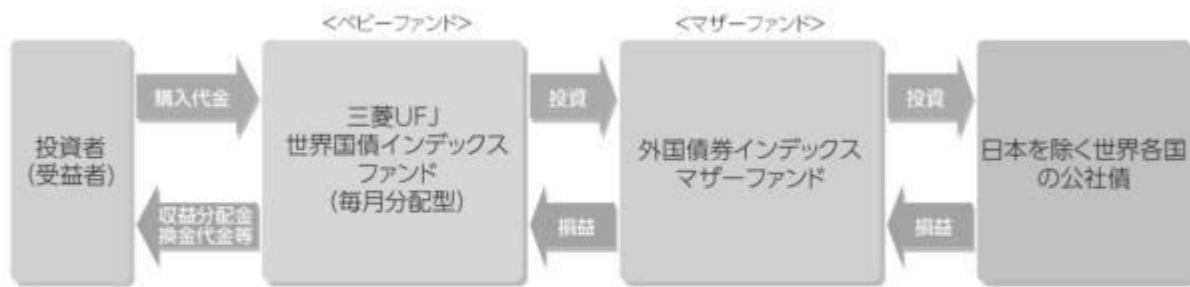 <ベビーファンド>
<マザーファンド>
投資者
(受益者)
購入代金
収益分配金
換金代金等
三菱UFJ
世界国債インデックス
ファンド
(毎月分配型)
投資
損益
外国債券インデックス
マザーファンド
投資
損益
日本を除く世界各国
の公社債